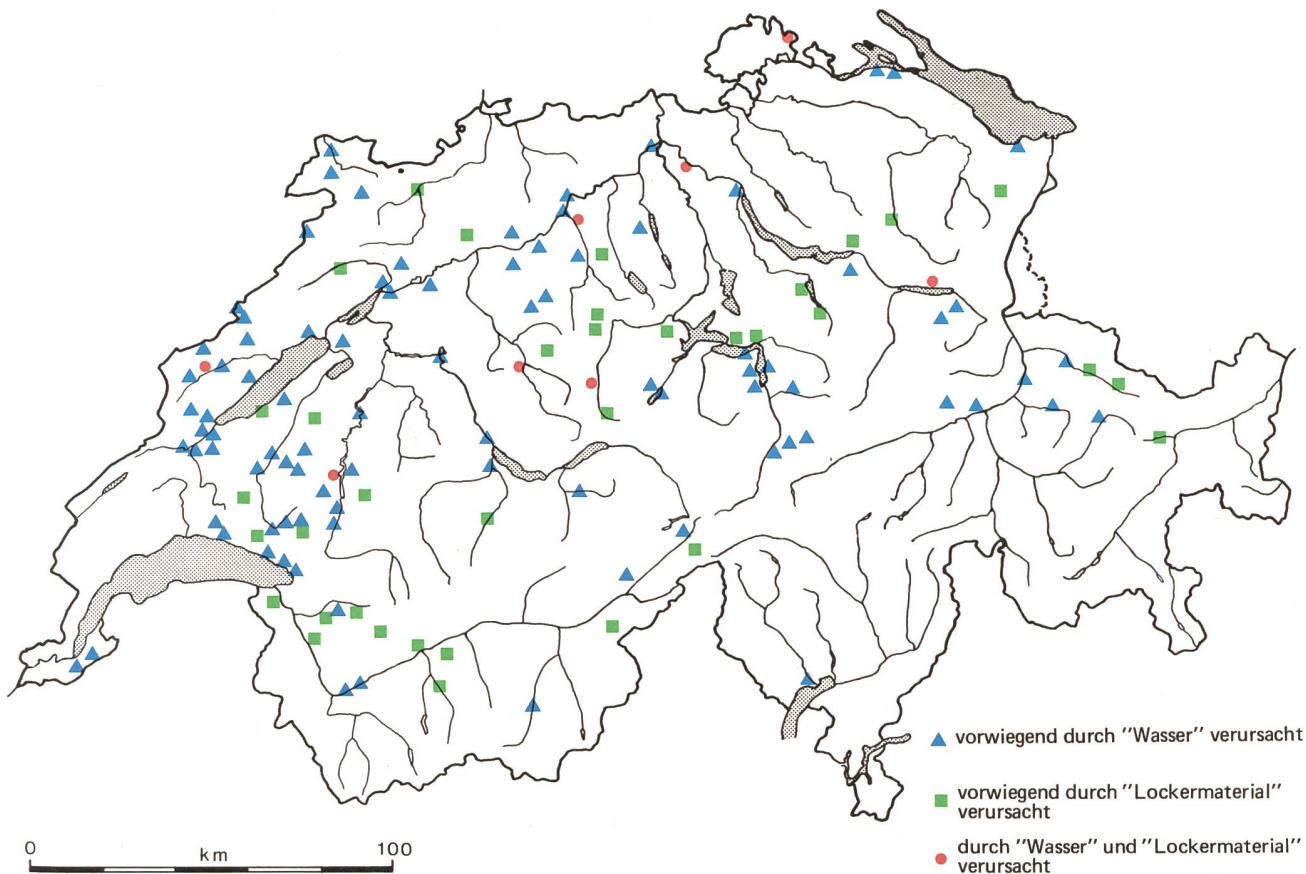 vorwiegend durch "Wasser" verursacht
vorwiegend durch "Lockermaterial"
verursacht
durch "Wasser" und "Lockermaterial"
verursacht
0 km 100